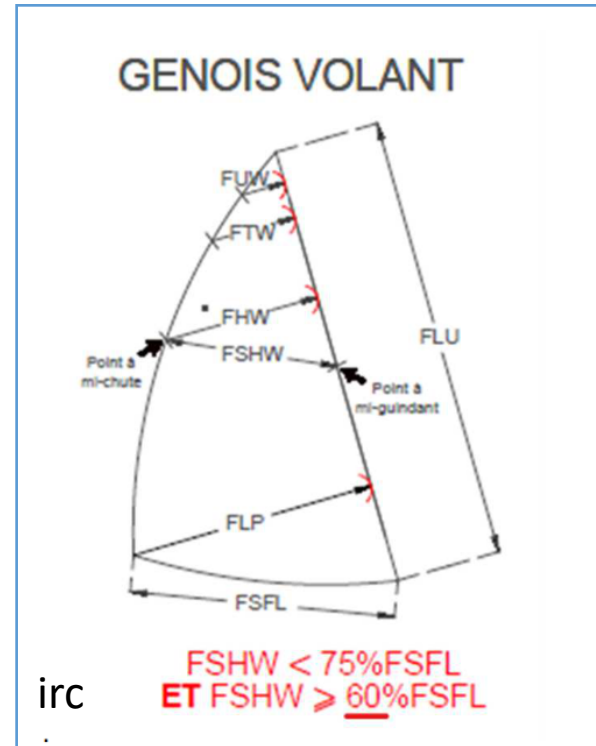 GENOIS VOLANT
FUW
FTW
FHW
FSHW
FLU
Point à
mi-chute
Point à
mi-guindant
FLP
FSFL
FSHW < 75%FSFL
irc
ET FSHW ⩾ 60%FSFL